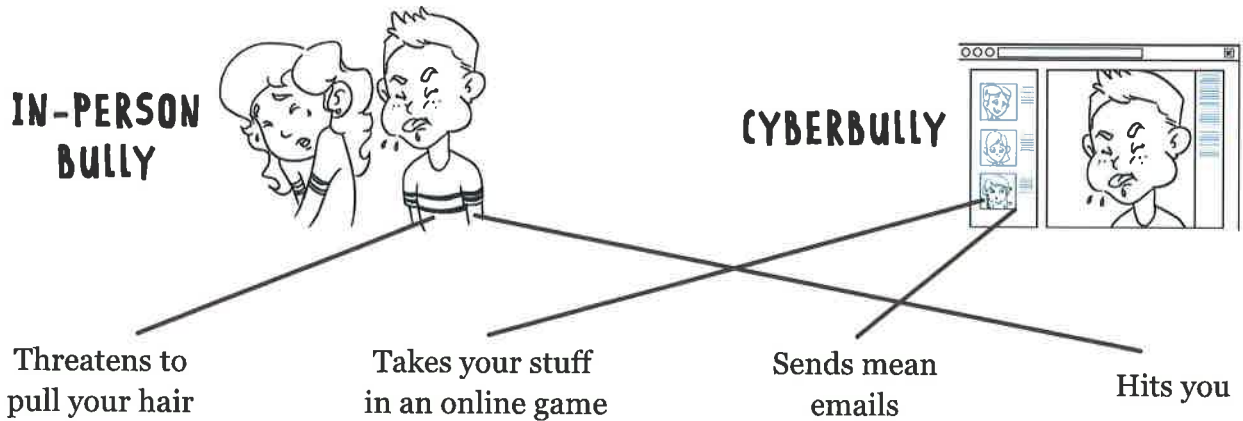 IN-PERSON
BULLY
CYBERBULLY
Threatens to
pull your hair
Takes your stuff
in an online game
Sends mean
emails
Hits you